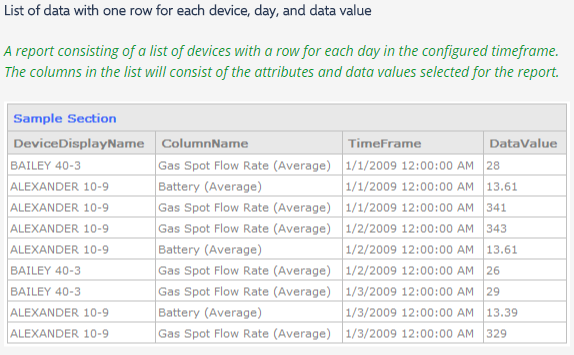 List of data with one row for each device, day, and data value
A report consisting of a list of devices with a row for each day in the configured timeframe.
The columns in the list will consist of the attributes and data values selected for the report.
Sample Section
DeviceDisplayName ColumnName TimeFrame DataValue
BAILEY 40-3 Gas Spot Flow Rate (Average) 1/1/2009 12:00:00 AM 28
ALEXANDER 10-9 Battery (Average) 1/1/2009 12:00:00 AM 13.61
ALEXANDER 10-9 Gas Spot Flow Rate (Average) 1/1/2009 12:00:00 AM 341
ALEXANDER 10-9 Gas Spot Flow Rate (Average) 1/2/2009 12:00:00 AM 343
ALEXANDER 10-9 Battery (Average) 1/2/2009 12:00:00 AM 13.61
BAILEY 40-3 Gas Spot Flow Rate (Average) 1/2/2009 12:00:00 AM 26
BAILEY 40-3 Gas Spot Flow Rate (Average) 1/3/2009 12:00:00 AM 29
ALEXANDER 10-9 Battery (Average) 1/3/2009 12:00:00 AM 13.39
ALEXANDER 10-9 Gas Spot Flow Rate (Average) 1/3/2009 12:00:00 AM 329